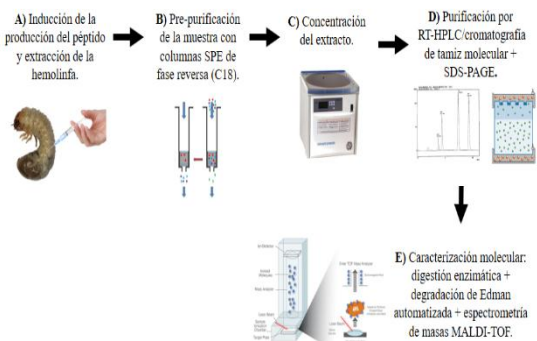 A) Inducción de la
producción del péptido
y extracción de la
hemolinfa.
B) Pre-purificación
de la muestra con
columnas SPE de
fase reversa (C18).
C) Concentración
del extracto.
D) Purificación por
RT-HPLC/cromatografía
de tamiz molecular +
SDS-PAGE.
E) Caracterización molecular:
digestión enzimática +
degradación de Edman
automatizada + espectrometría
de masas MALDI-TOF.